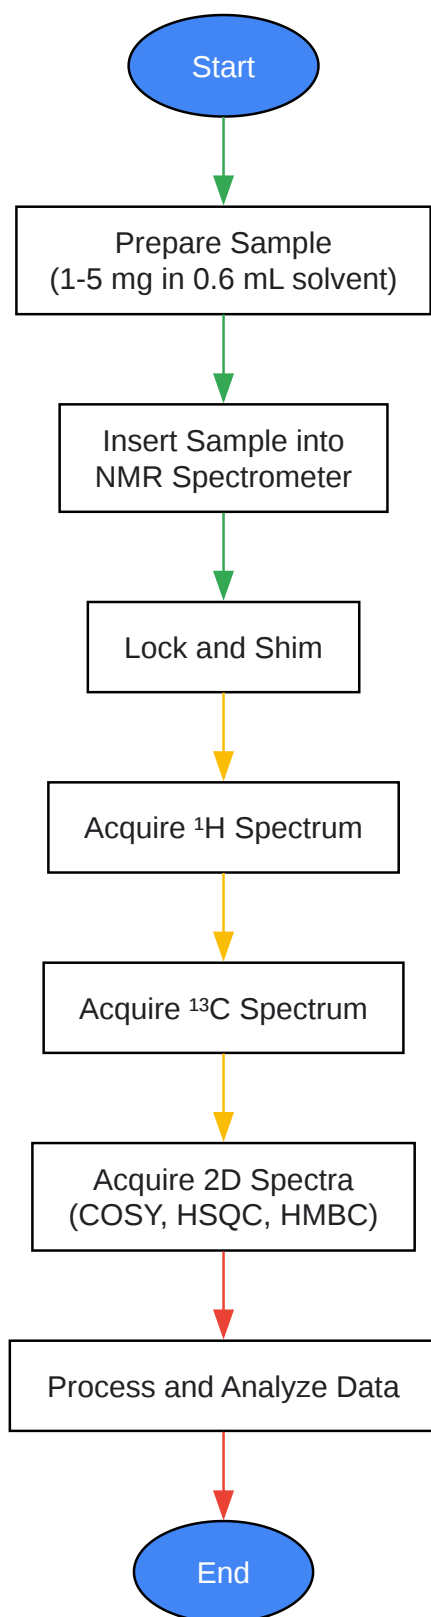 Start
Prepare Sample
(1-5 mg in 0.6 mL solvent)
Insert Sample into
NMR Spectrometer
Lock and Shim
Acquire ¹H Spectrum
Acquire ¹³C Spectrum
Acquire 2D Spectra
(COSY, HSQC, HMBC)
Process and Analyze Data
End